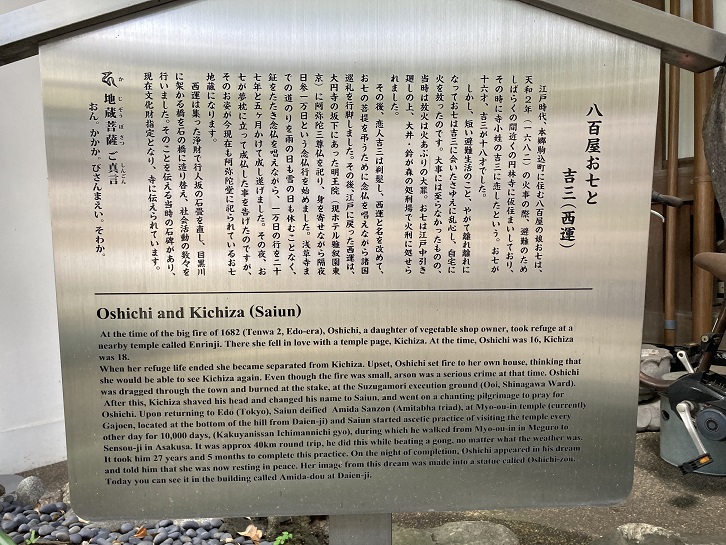 八百屋お七と
吉三（西運）
江戸時代、本郷駒込町に住む八百屋の娘お七は、
天和２年（一六八二）の火事の際、避難のため
しばらくの間近くの円林寺に仮住まいしており、
その時に寺小姓の吉三に恋したという。お七が
十六才、吉三が十八才でした。
しかし、短い避難生活のこと、やがて離れ離れに
なってお七は吉三に会いたさゆえに乱心し、自宅に
火を放ったのです。大事には至らなかったものの、
当時は放火は火あぶりの大罪。お七は江戸中引き
廻しの上、大井・鈴が森の処刑場で火刑に処せら
れました。
その後、恋人吉三は剃髪し、西運と名を改めて、
お七の菩提を弔うために念仏を唱えながら諸国
巡礼を行脚しました。その後、江戸に戻った西運は、
大円寺の坂下にあった明王院（現ホテル雅叙園東
京）に阿弥陀三尊仏を祀り、身を寄せながら隔夜
日参一万日という念仏行を始めました。浅草寺ま
での道のりを雨の日も雪の日も休むことなく、
鉦をたたき念仏を唱えながら、一万日の行を二十
七年と五ヶ月かけて成し遂げました。その夜、お
七が夢枕に立って成仏した事を告げたのですが、
そのお姿が今現在も阿弥陀堂に祀られているお七
地蔵になります。
西運は集った浄財で行人坂の石畳を直し、目黒川
に架かる橋を石の橋に造り替え、社会活動の数々を
行いました。そのことを伝える当時の石碑があり、
現在文化財指定となり、寺に伝えられています。
地蔵菩薩ご真言
おん。かかか。びさんまえい。そわか。
Oshichi and Kichiza (Saiun)
At the time of the big fire of 1682 (Tenwa 2, Edo-era), Oshichi, a daughter of vegetable shop owner, took refuge at a
nearby temple called Enrinji. There she fell in love with a temple page, Kichiza. At the time, Oshichi was 16, Kichiza
was 18.
When her refuge life ended she became separated from Kichiza. Upset, Oshichi set fire to her own house, thinking that
she would be able to see Kichiza again. Even though the fire was small, arson was a serious crime at that time. Oshichi
was dragged through the town and burned at the stake, at the Suzugamori execution ground (Ooi, Shinagawa Ward).
After this, Kichiza shaved his head and changed his name to Saiun, and went on a chanting pilgrimage to pray for
Oshichi. Upon returning to Edo (Tokyo), Saiun deified Amida Sanzon (Amitabha triad), at Myo-ou-in temple (currently
Gajoen, located at the bottom of the hill from Daien-ji) and Saiun started ascetic practice of visiting the temple every
other day for 10,000 days, (Kakuyanissan Ichimannichi gyo), during which he walked from Myo-ou-in in Meguro to
Sensou-ji in Asakusa. It was approx 40km round trip, he did this while beating a gong, no matter what the weather was.
It took him 27 years and 5 months to complete this practice. On the night of completion, Oshichi appeared in his dream
and told him that she was now resting in peace. Her image from this dream was made into a statue called Oshichi-zou.
Today you can see it in the building called Amida-dou at Daien-ji.